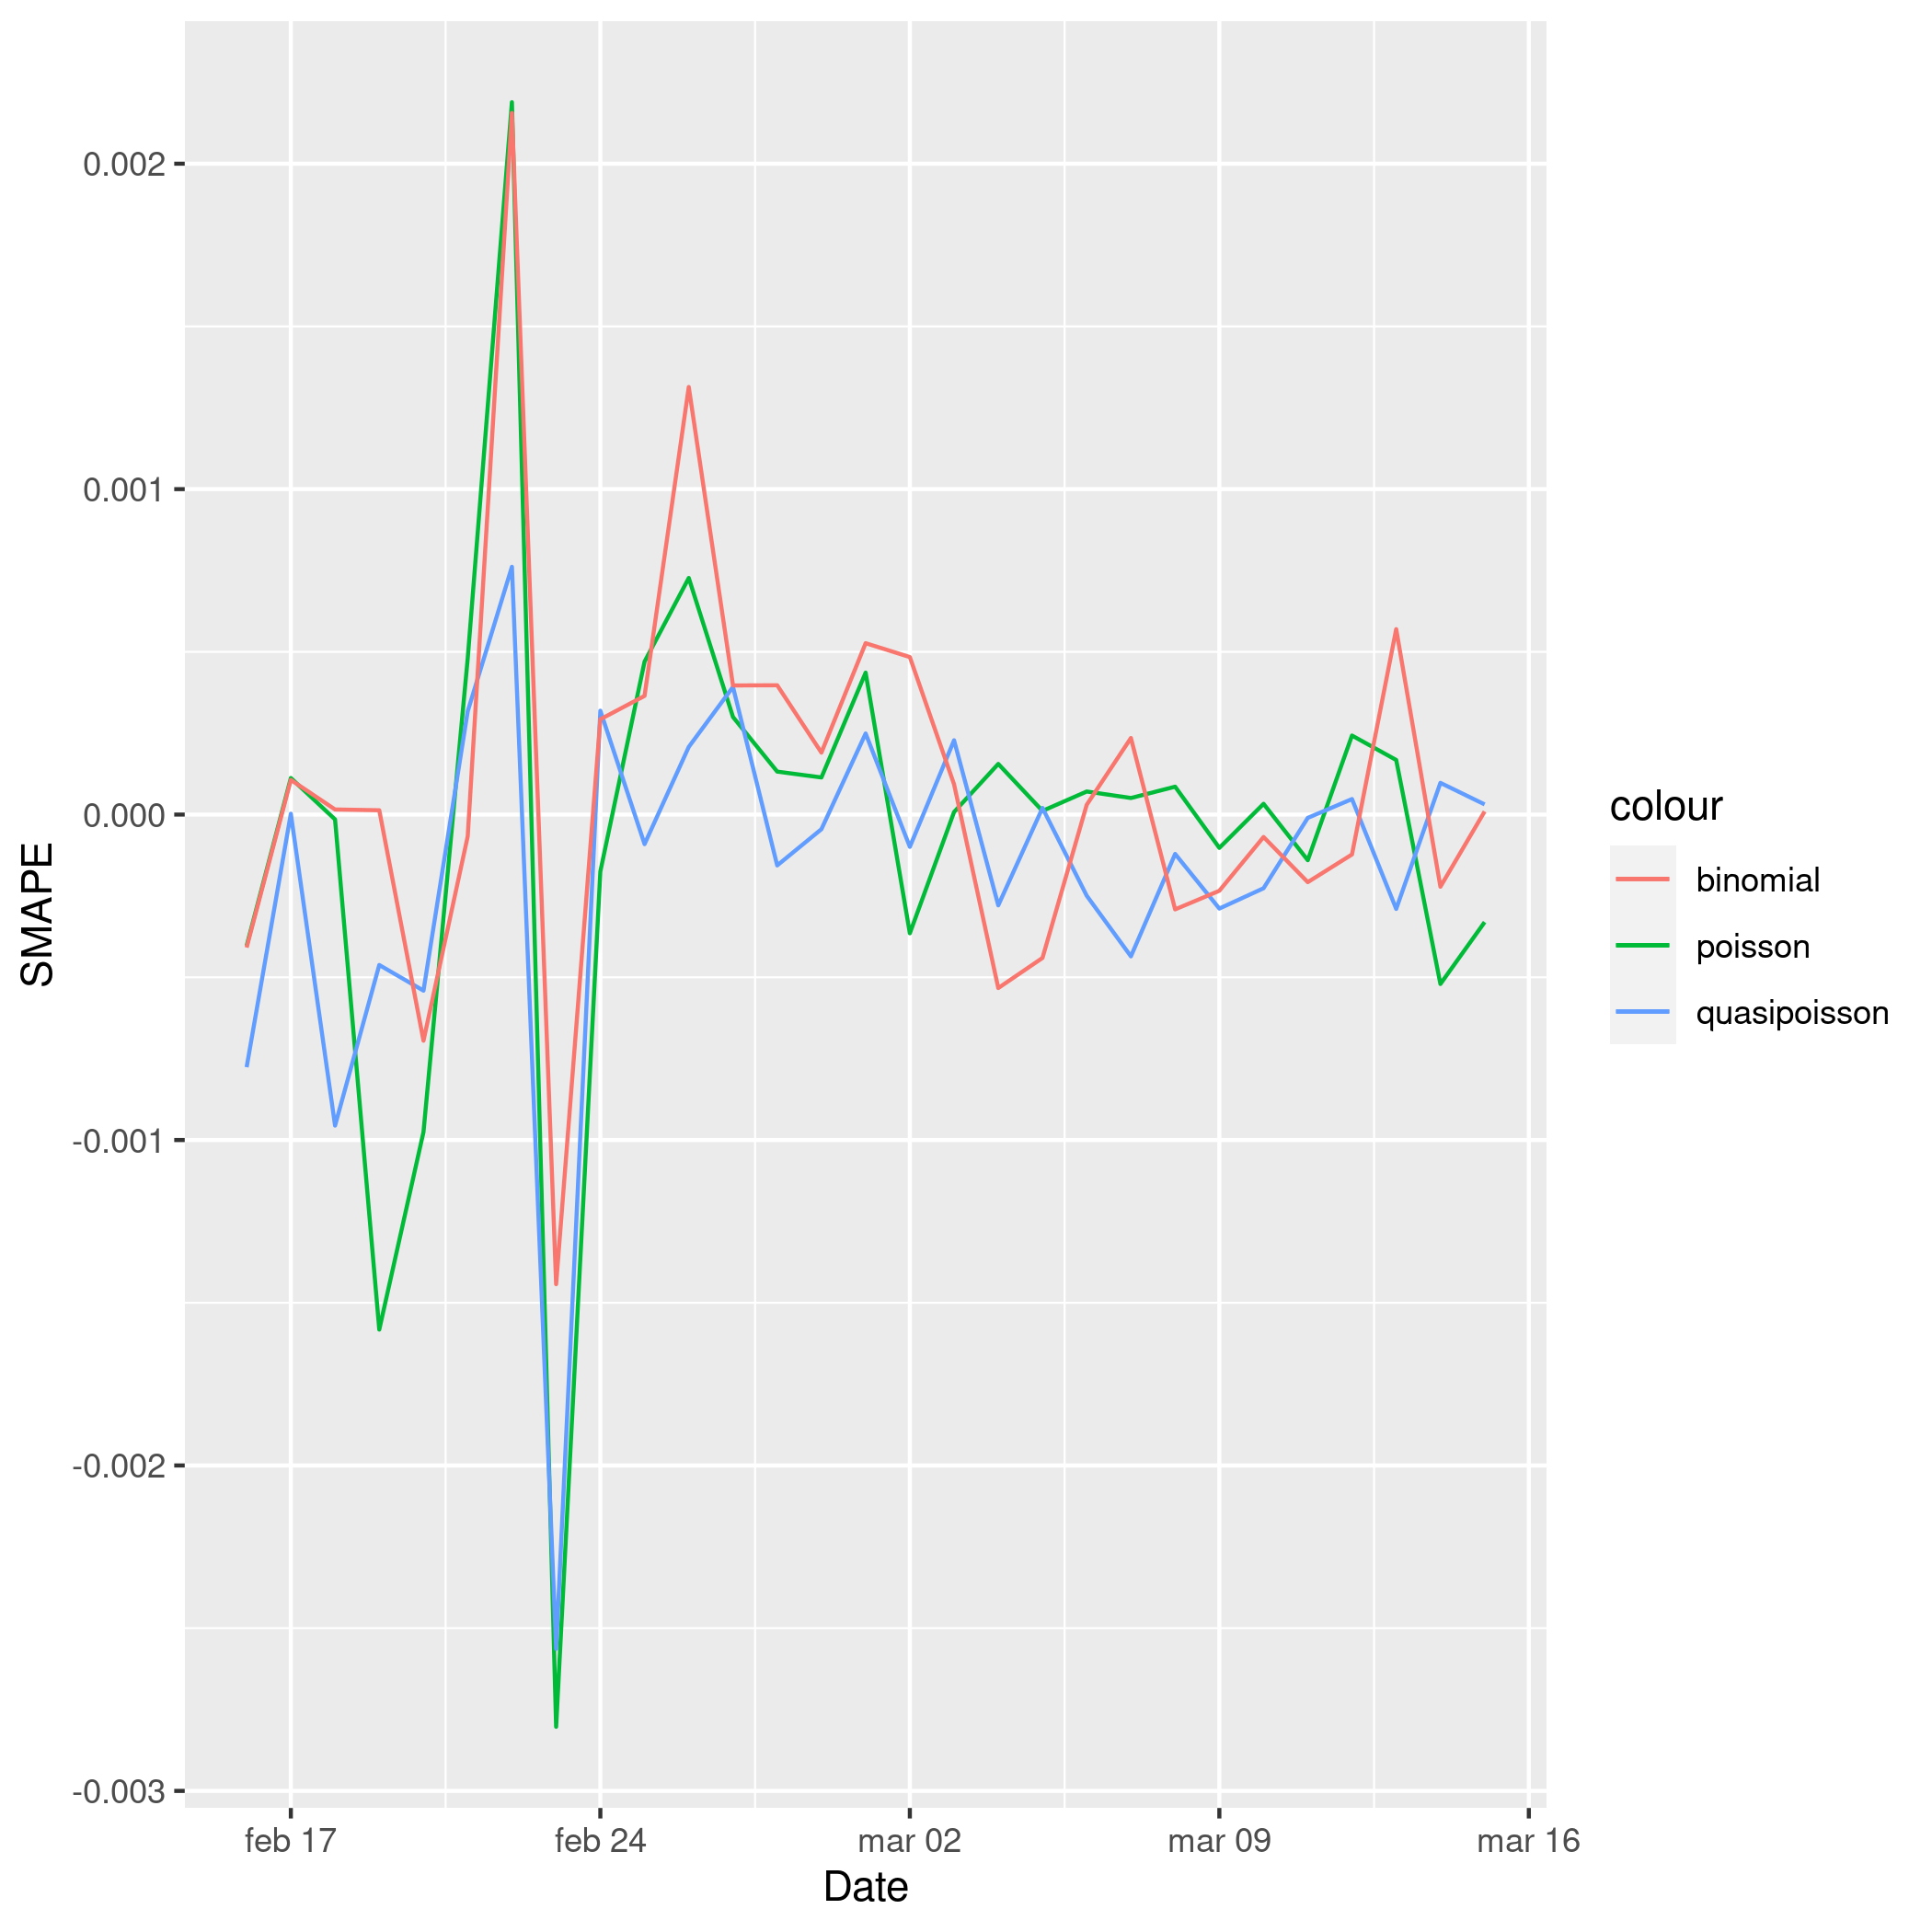 SMAPE
0.002
0.001
0.000
-0.001
-0.002
-0.003
feb 17
feb 24
mar 02
mar 09
mar 16
Date
colour
binomial
poisson
quasipoisson